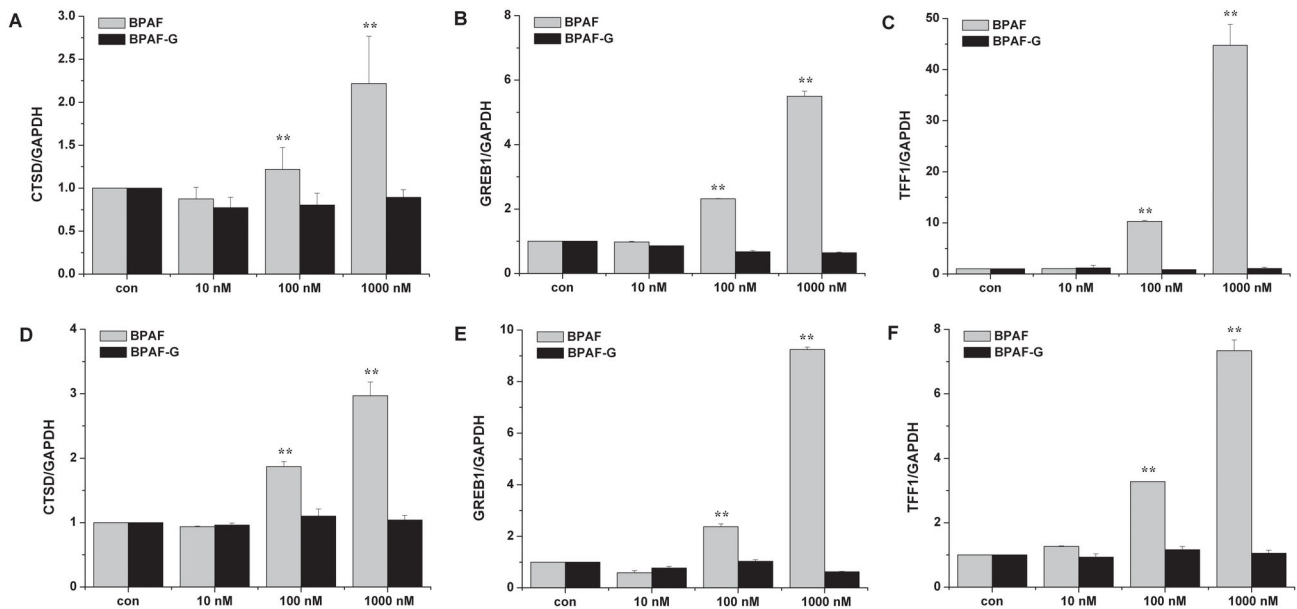 A
BPAF
BPAF-G
CTSD/GAPDH
3.0
2.5
2.0
1.5
1.0
0.5
0.0
**
**
con 10 nM 100 nM 1000 nM
B
BPAF
BPAF-G
GREB1/GAPDH
8
6
4
2
0
**
**
con 10 nM 100 nM 1000 nM
C
BPAF
BPAF-G
TFF1/GAPDH
50
40
30
20
10
0
**
**
con 10 nM 100 nM 1000 nM
D
BPAF
BPAF-G
CTSD/GAPDH
4
3
2
1
0
**
**
con 10 nM 100 nM 1000 nM
E
BPAF
BPAF-G
GREB1/GAPDH
10
8
6
4
2
0
**
**
con 10 nM 100 nM 1000 nM
F
BPAF
BPAF-G
TFF1/GAPDH
8
6
4
2
0
**
**
con 10 nM 100 nM 1000 nM